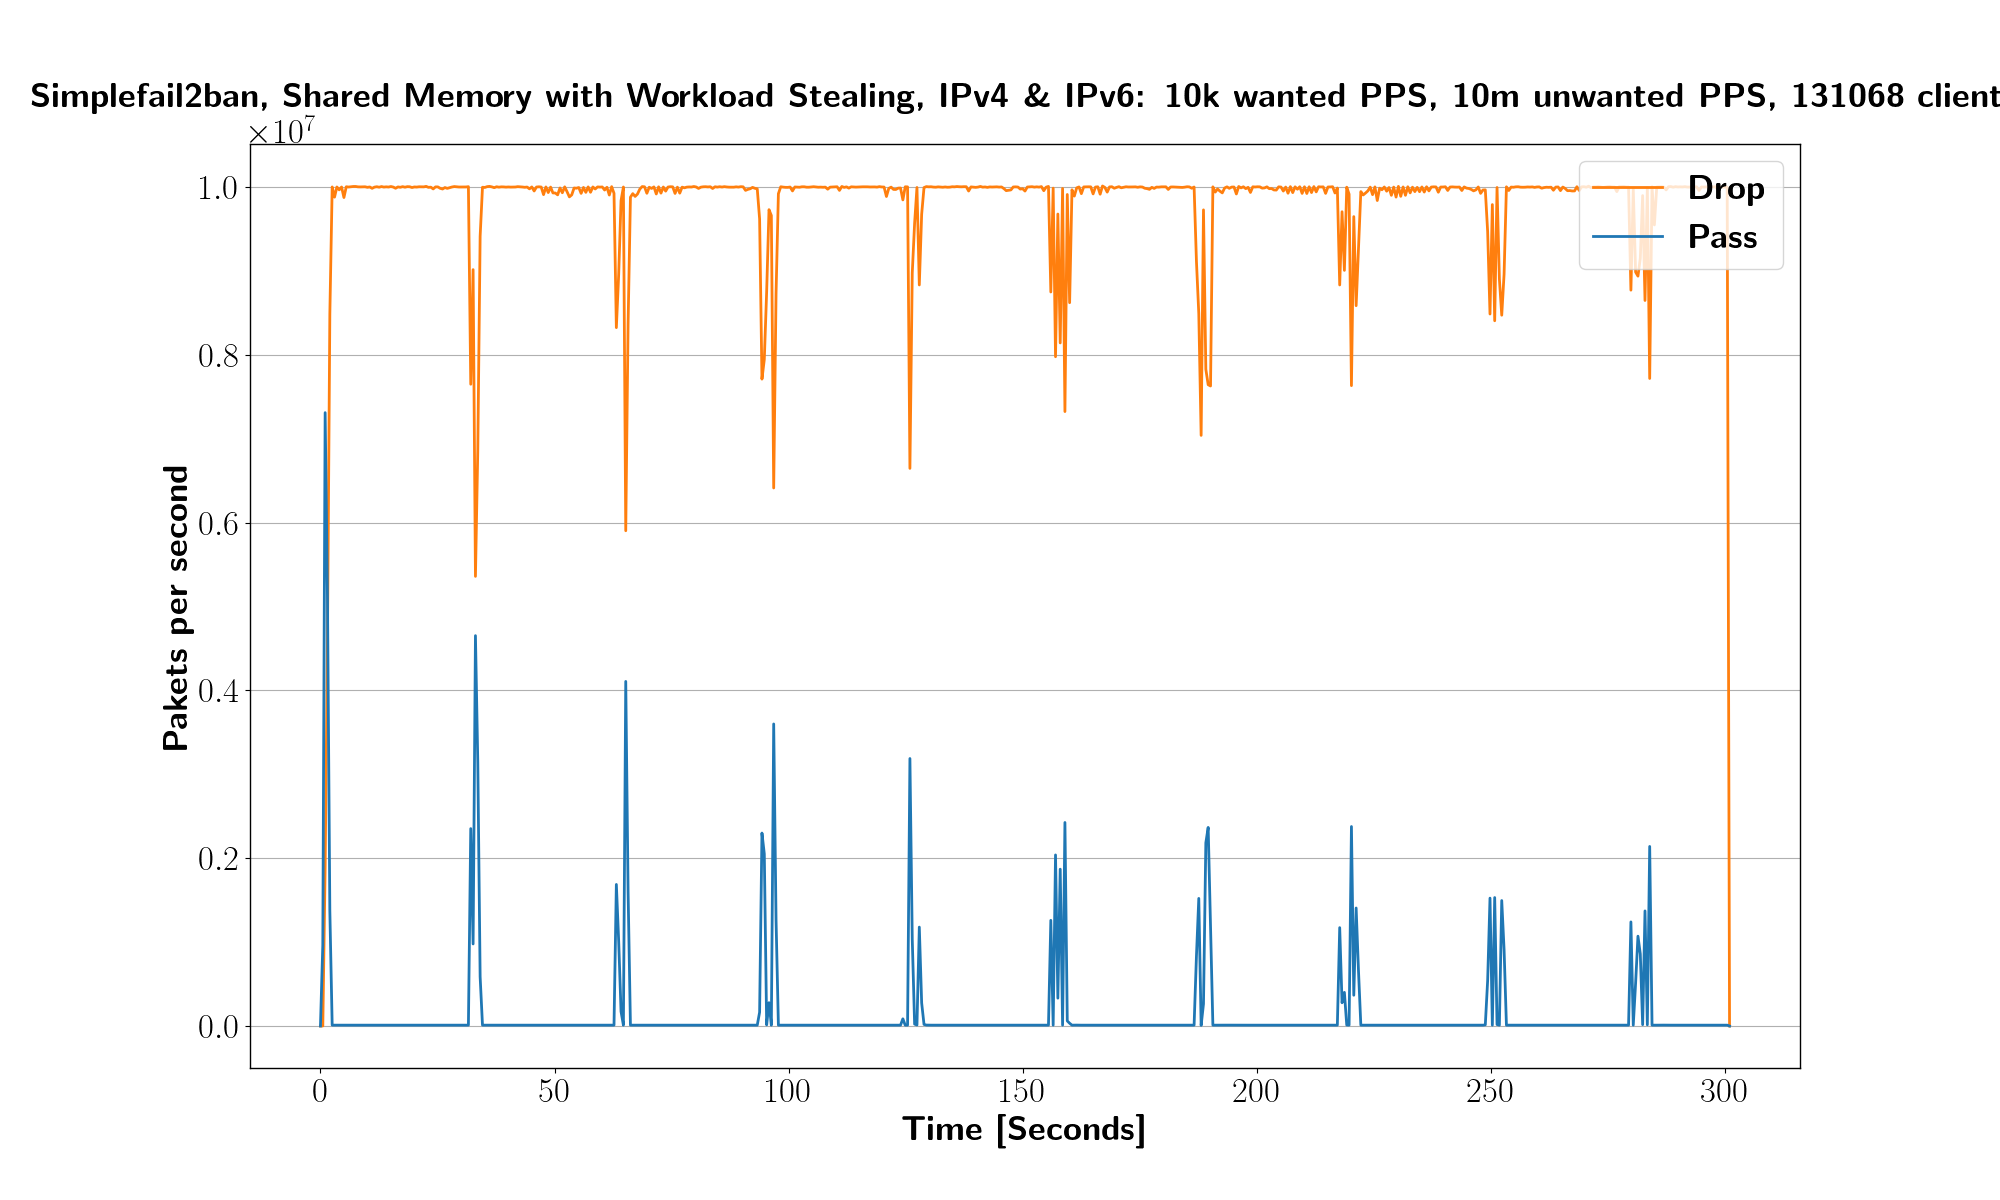 Simplefail2ban, Shared Memory with Workload Stealing, IPv4 & IPv6: 10k wanted PPS, 10m unwanted PPS, 131068 client
×10⁷
Drop
Pass
1.0
0.8
0.6
0.4
0.2
0.0
Pakets per second
0 50 100 150 200 250 300
Time [Seconds]